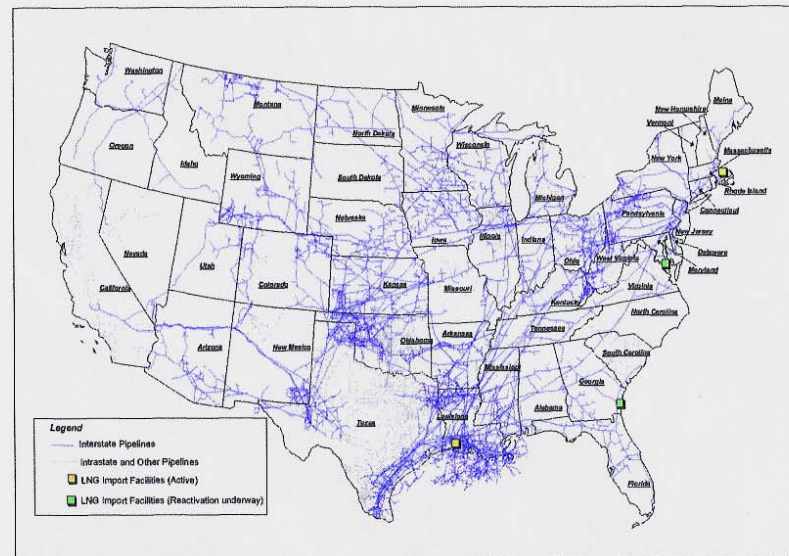 Washington
Montana
North Dakota
Minnesota
Maine
New Hampshire
Vermont
Massachusetts
Oregon
Idaho
Wyoming
South Dakota
Wisconsin
Michigan
New York
Rhode Island
Connecticut
Nebraska
Iowa
Illinois
Indiana
Ohio
Pennsylvania
New Jersey
Delaware
Maryland
Nevada
Utah
California
Colorado
Kansas
Missouri
Kentucky
West Virginia
Virginia
North Carolina
Tennessee
Arizona
New Mexico
Oklahoma
Arkansas
Mississippi
South Carolina
Georgia
Alabama
Texas
Louisiana
Florida
Legend
Interstate Pipelines
Intrastate and Other Pipelines
LNG Import Facilities (Active)
LNG Import Facilities (Reactivation underway)